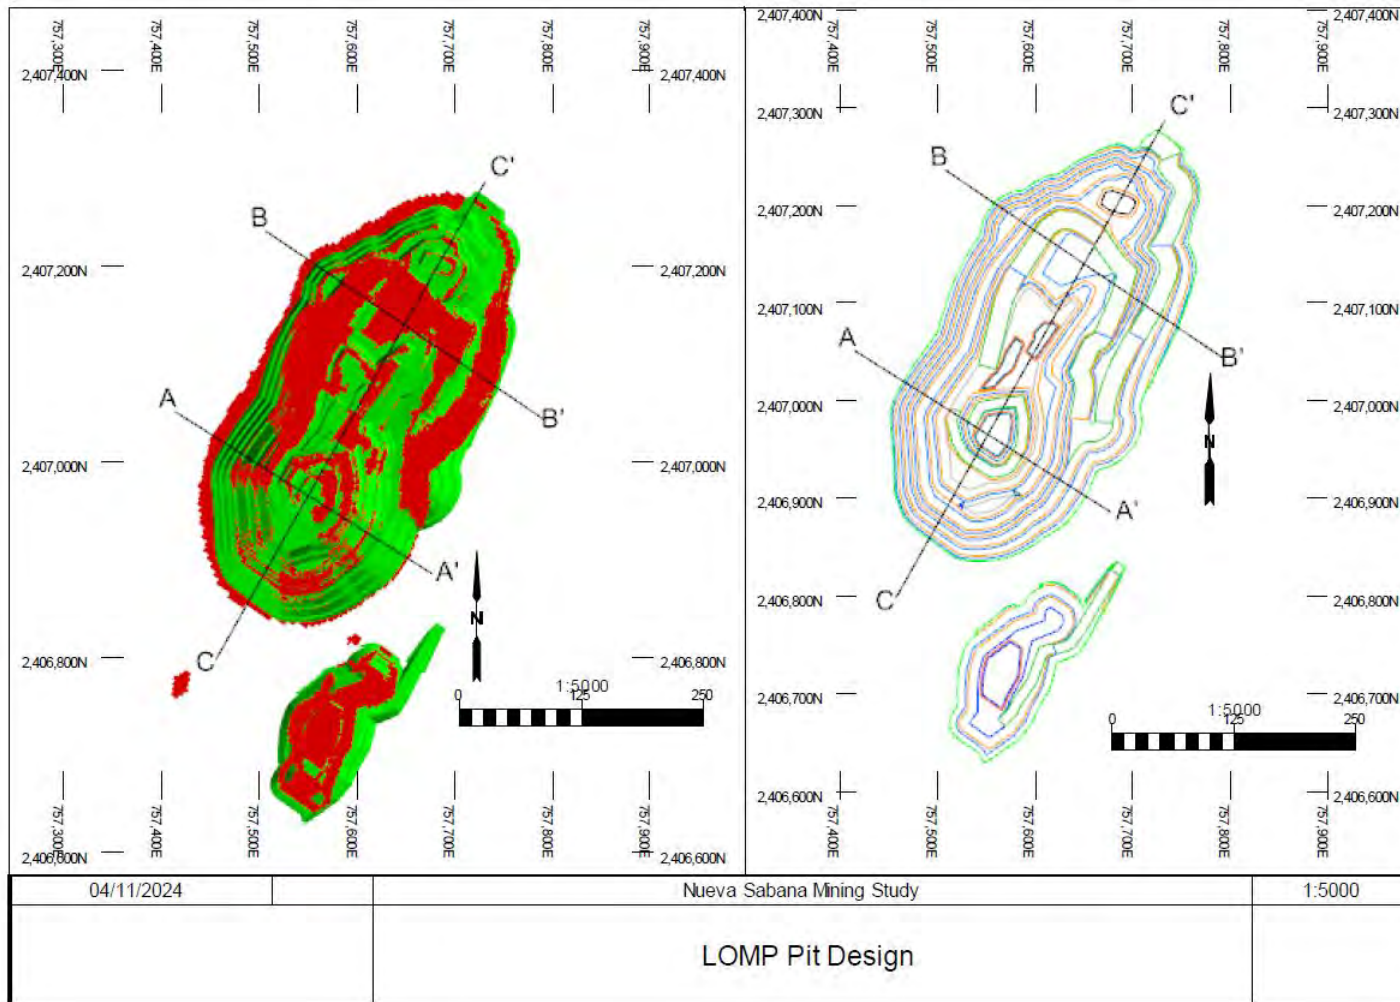 757,300E 757,400E 757,500E 757,600E 757,700E 757,800E 757,900E
2,407,400N 2,407,400N
C'
B
2,407,200N 2,407,200N
A
B'
2,407,000N 2,407,000N
A'
N
C
2,406,800N 2,406,800N
1:5000
0 125 250
757,300E 757,400E 757,500E 757,600E 757,700E 757,800E 757,900E
2,406,600N 2,406,600N
2,407,400N 2,407,400N
757,400E 757,500E 757,600E 757,700E 757,800E 757,900E
2,407,300N 2,407,300N
C'
B
2,407,200N 2,407,200N
2,407,100N 2,407,100N
A
B'
2,407,000N 2,407,000N
N
2,406,900N 2,406,900N
A'
2,406,800N 2,406,800N
C
2,406,700N 2,406,700N
1:5000
0 125 250
2,406,600N 2,406,600N
757,400E 757,500E 757,600E 757,700E 757,800E 757,900E
04/11/2024 Nueva Sabana Mining Study 1:5000
LOMP Pit Design